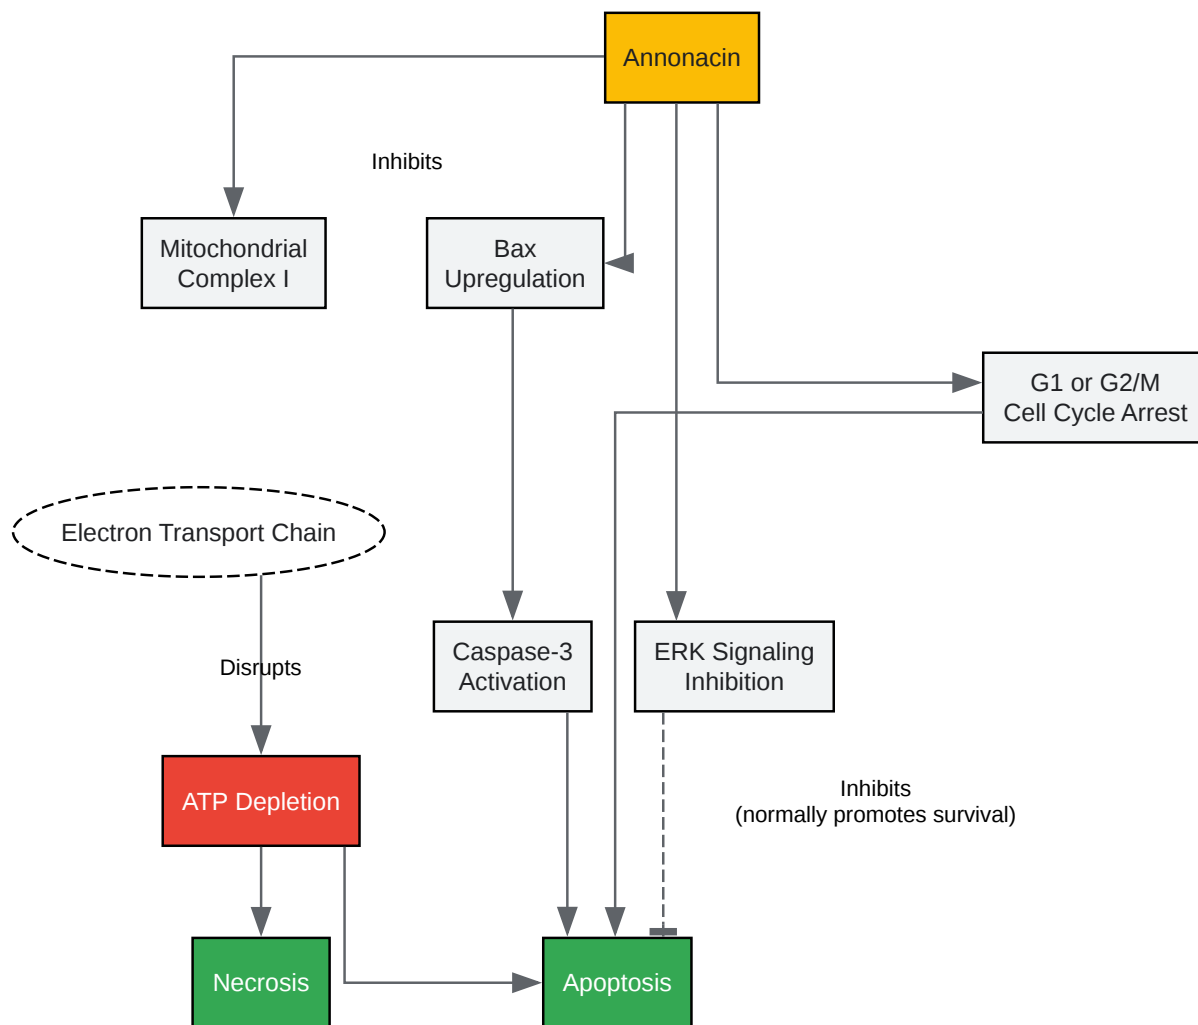 Annonacin
Inhibits
Mitochondrial
Complex I
Bax
Upregulation
G1 or G2/M
Cell Cycle Arrest
Electron Transport Chain
Disrupts
Caspase-3
Activation
ERK Signaling
Inhibition
ATP Depletion
Inhibits
(normally promotes survival)
Necrosis
Apoptosis